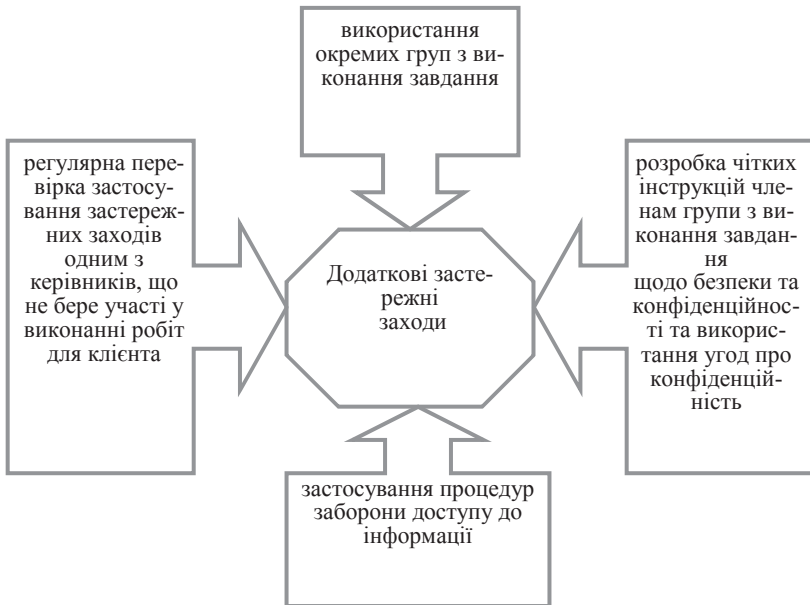 використання
окремих груп з ви-
конання завдання
регулярна пере-
вірка застосу-
вання застереж-
них заходів
одним з
керівників, що
не бере участі у
виконанні робіт
для клієнта
Додаткові засте-
режні
заходи
розробка чітких
інструкцій чле-
нам групи з ви-
конання завдан-
ня
щодо безпеки та
конфіденційнос-
ті та викорис-
тання угод про
конфіденцій-
ність
застосування процедур
заборони доступу до
інформації